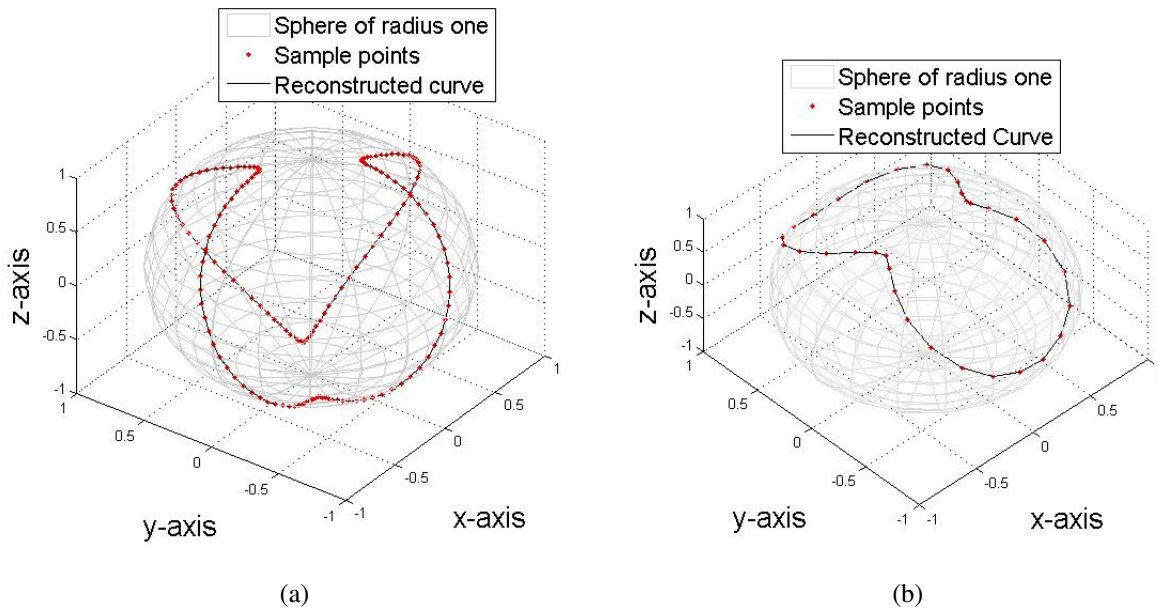 Sphere of radius one
Sample points
Reconstructed curve
1
0.5
0
-0.5
-1
z-axis
1
0.5
0
-0.5
-1
y-axis
-1
-0.5
0
0.5
1
x-axis
(a)
Sphere of radius one
Sample points
Reconstructed Curve
1
0.5
0
-0.5
-1
z-axis
1
0.5
0
-0.5
-1
y-axis
-1
-0.5
0
0.5
x-axis
(b)